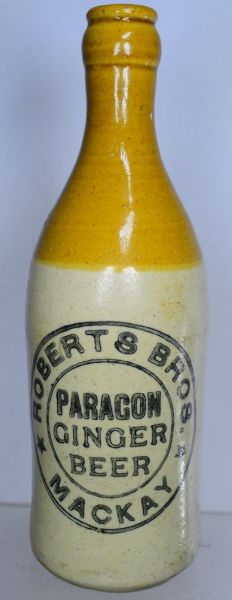 ROBERTS BROS.
PARAGON
GINGER
BEER
MACKAY